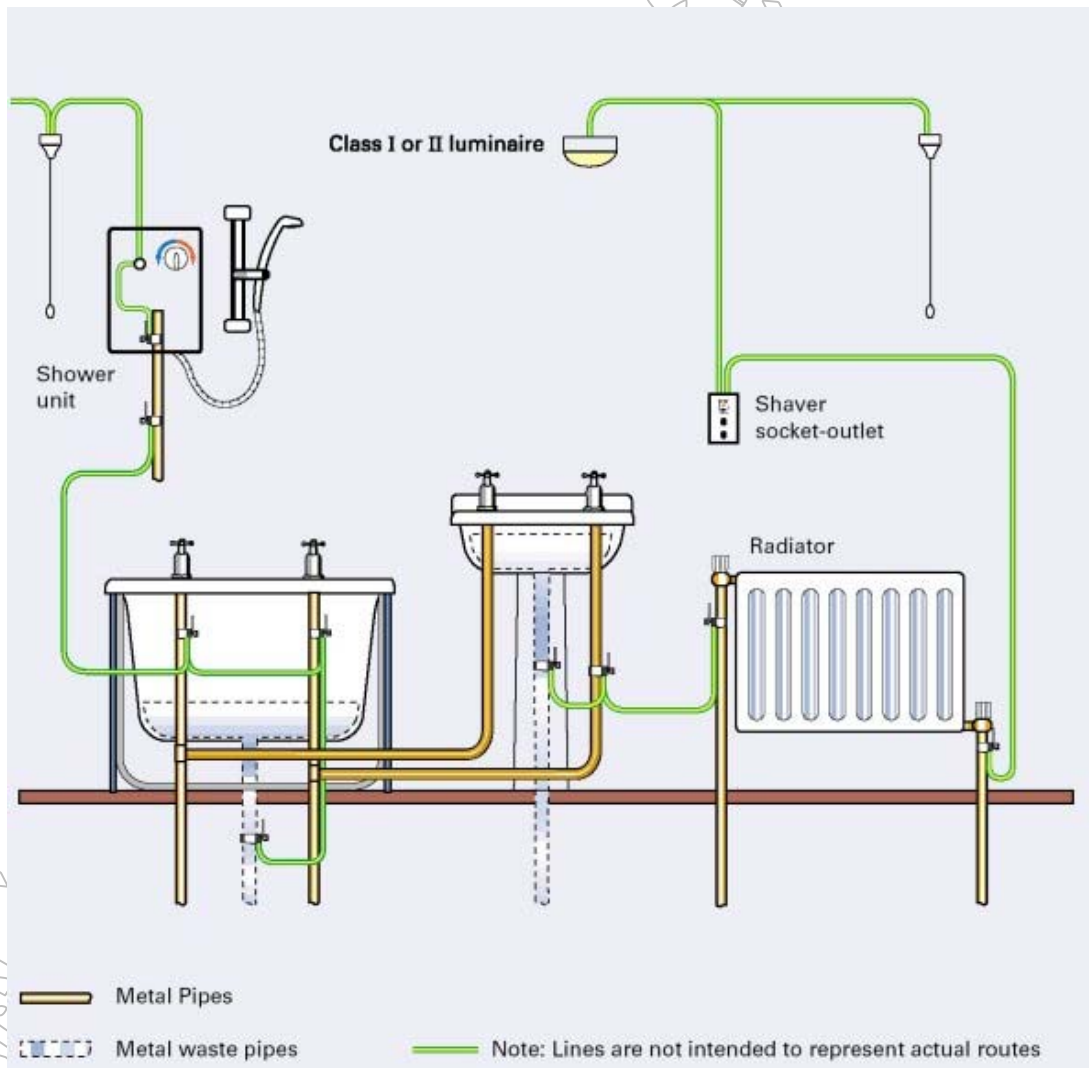 Class I or II luminaire
Shower
unit
Shaver
socket-outlet
Radiator
Metal Pipes
Metal waste pipes
Note: Lines are not intended to represent actual routes